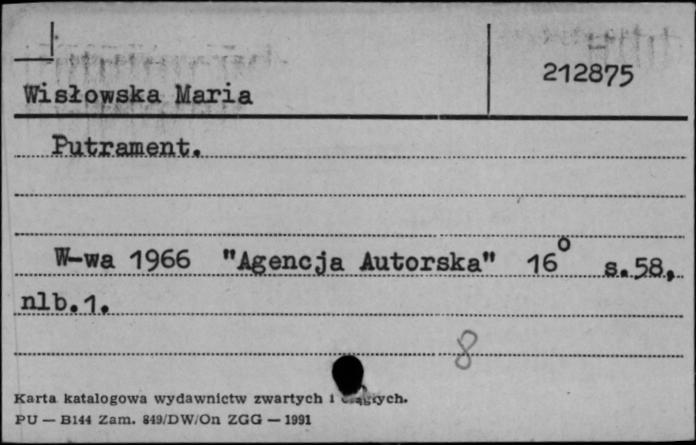 212875
Wisłowska Maria
Putrament.
W-wa 1966 "Agencja Autorska" 16° s.58,
nlb.1.
8
Karta katalogowa wydawnictw zwartych i ciągłych.
PU — B144 Zam. 849/DW/On ZGG — 1991